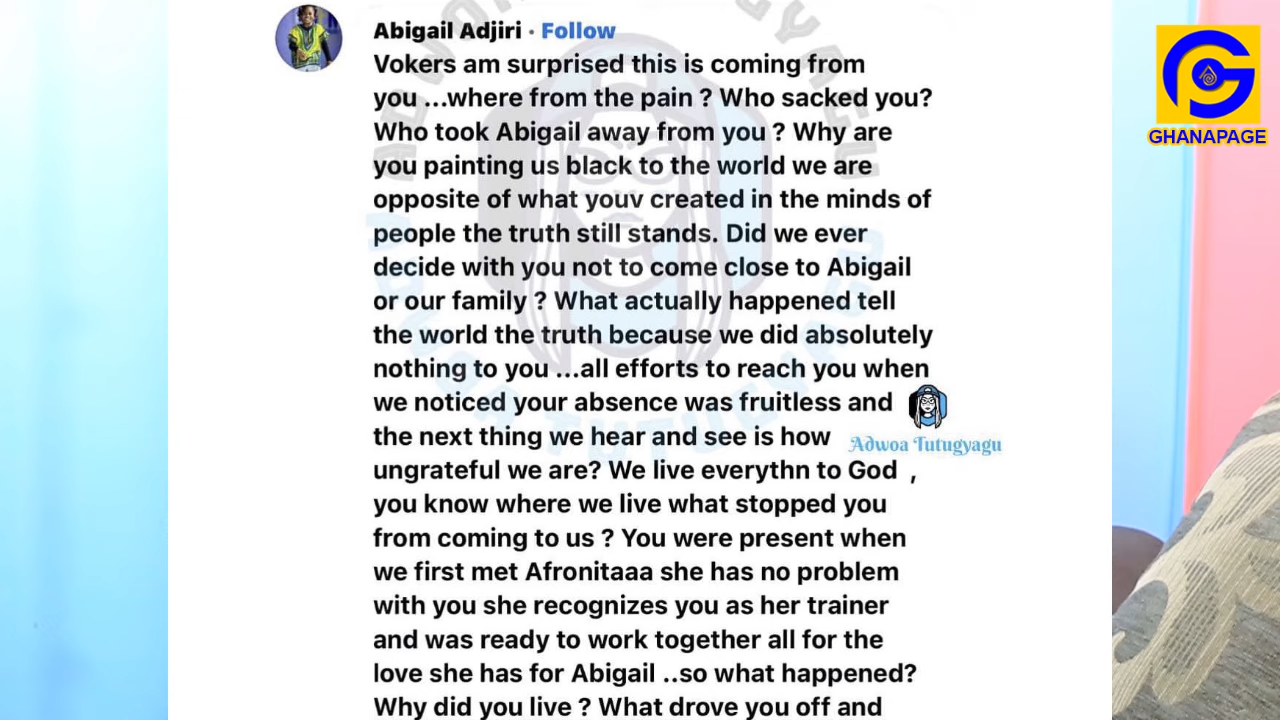 Abigail Adjiri · Follow
Vokers am surprised this is coming from
you ...where from the pain ? Who sacked you?
Who took Abigail away from you ? Why are
you painting us black to the world we are
opposite of what youv created in the minds of
people the truth still stands. Did we ever
decide with you not to come close to Abigail
or our family ? What actually happened tell
the world the truth because we did absolutely
nothing to you ...all efforts to reach you when
we noticed your absence was fruitless and
the next thing we hear and see is how
ungrateful we are? We live everythn to God ,
you know where we live what stopped you
from coming to us ? You were present when
we first met Afronitaaa she has no problem
with you she recognizes you as her trainer
and was ready to work together all for the
love she has for Abigail ..so what happened?
Why did you live ? What drove you off and
Adwoa Tutugyagu
GHANAPAGE